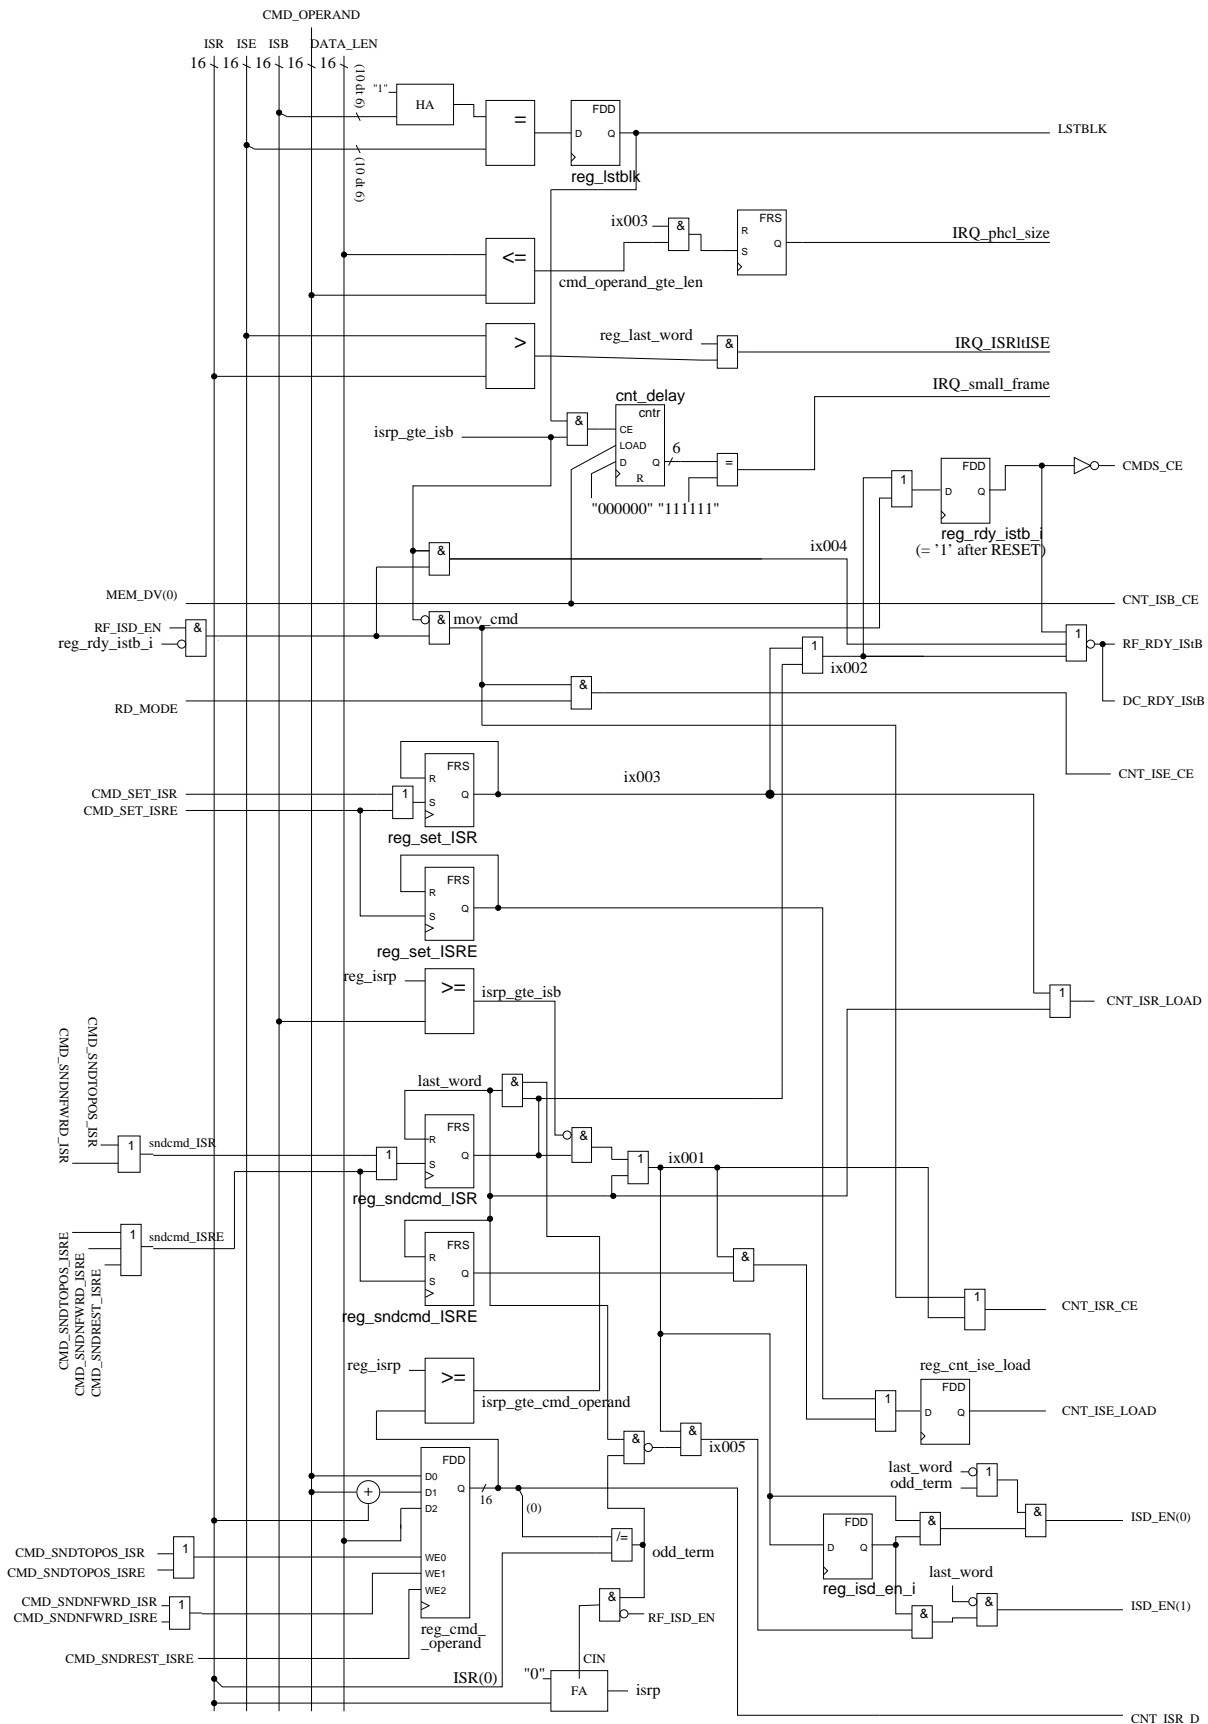 CMD_OPERAND
ISR ISE ISB DATA_LEN
16 16 16 16 16
(10 dt 6)
"1"
HA
=
FDD
D Q
reg_lstblk
LSTBLK
(10 dt 6)
ix003
&
FRS
R
S
Q
IRQ_phcl_size
<=
cmd_operand_gte_len
>
reg_last_word
&
IRQ_ISRltISE
IRQ_small_frame
cnt_delay
cntr
CE
LOAD
D Q
R
isrp_gte_isb
&
6
=
"000000" "111111"
1
FDD
D Q
reg_rdy_istb_i
(= '1' after RESET)
CMDS_CE
&
ix004
MEM_DV(0)
CNT_ISB_CE
RF_ISD_EN
reg_rdy_istb_i
&
&
mov_cmd
1
ix002
1
RF_RDY_IStB
DC_RDY_IStB
RD_MODE
&
CNT_ISE_CE
CMD_SET_ISR
CMD_SET_ISRE
1
FRS
R
S
Q
reg_set_ISR
ix003
FRS
R
S
Q
reg_set_ISRE
reg_isrp
>=
isrp_gte_isb
1
CNT_ISR_LOAD
CMD_SNDTOPOS_ISR
CMD_SNDNFWRD_ISR
1
sndcmd_ISR
last_word
&
1
FRS
R
S
Q
reg_sndcmd_ISR
&
1
ix001
CMD_SNDTOPOS_ISRE
CMD_SNDNFWRD_ISRE
CMD_SNDREST_ISRE
1
sndcmd_ISRE
FRS
R
S
Q
reg_sndcmd_ISRE
&
1
CNT_ISR_CE
reg_isrp
>=
isrp_gte_cmd_operand
reg_cnt_ise_load
1
FDD
D Q
CNT_ISE_LOAD
&
&
ix005
FDD
D0
D1
D2
Q
WE0
WE1
WE2
reg_cmd_
_operand
+
16
(0)
last_word
odd_term
1
&
ISD_EN(0)
/=
odd_term
FDD
D Q
reg_isd_en_i
&
CMD_SNDTOPOS_ISR
CMD_SNDTOPOS_ISRE
1
last_word
&
&
ISD_EN(1)
CMD_SNDNFWRD_ISR
CMD_SNDNFWRD_ISRE
1
&
RF_ISD_EN
CMD_SNDREST_ISRE
ISR(0)
CIN
"0"
FA
isrp
CNT_ISR_D